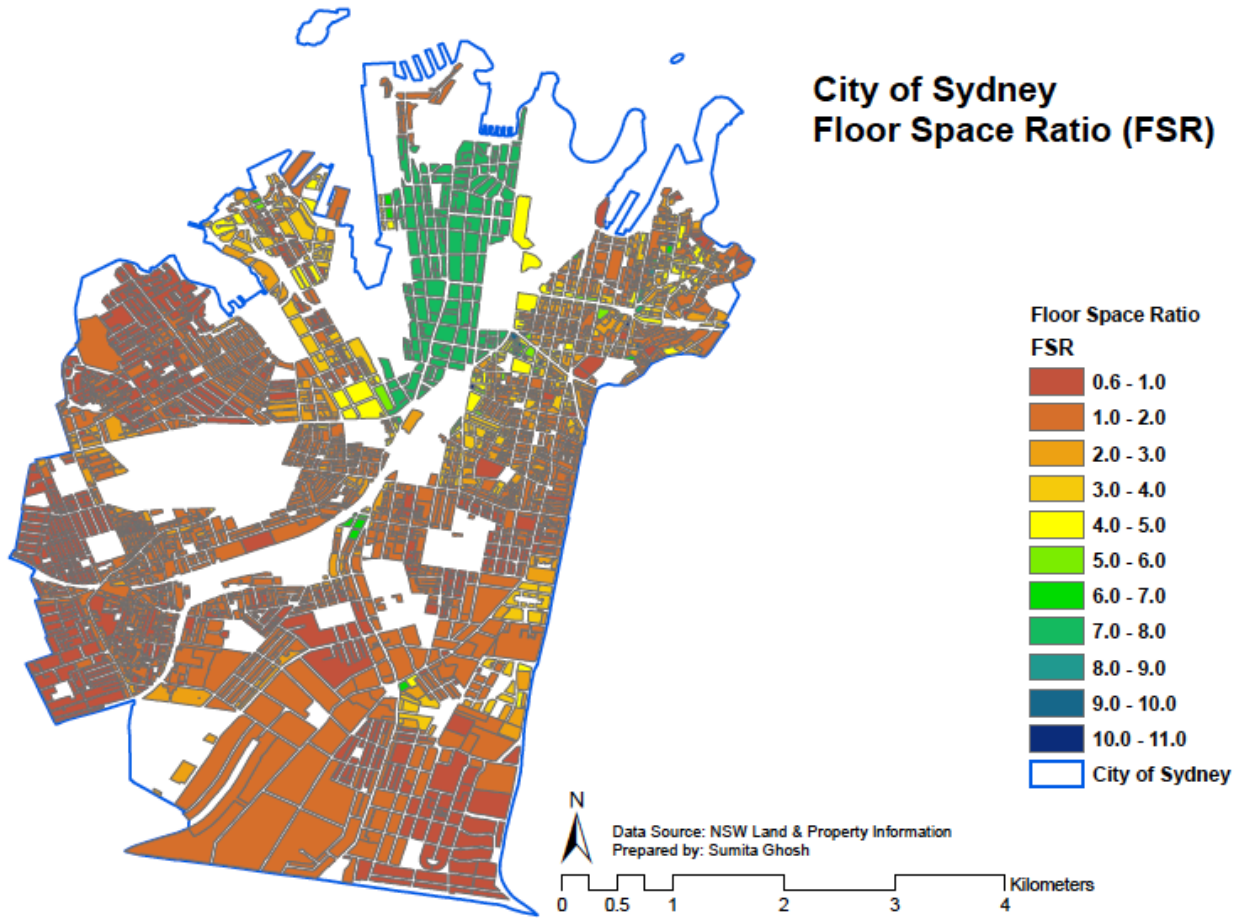 City of Sydney
Floor Space Ratio (FSR)
Floor Space Ratio
FSR
0.6 - 1.0
1.0 - 2.0
2.0 - 3.0
3.0 - 4.0
4.0 - 5.0
5.0 - 6.0
6.0 - 7.0
7.0 - 8.0
8.0 - 9.0
9.0 - 10.0
10.0 - 11.0
City of Sydney
N
Data Source: NSW Land & Property Information
Prepared by: Sumita Ghosh
Kilometers
0 0.5 1 2 3 4